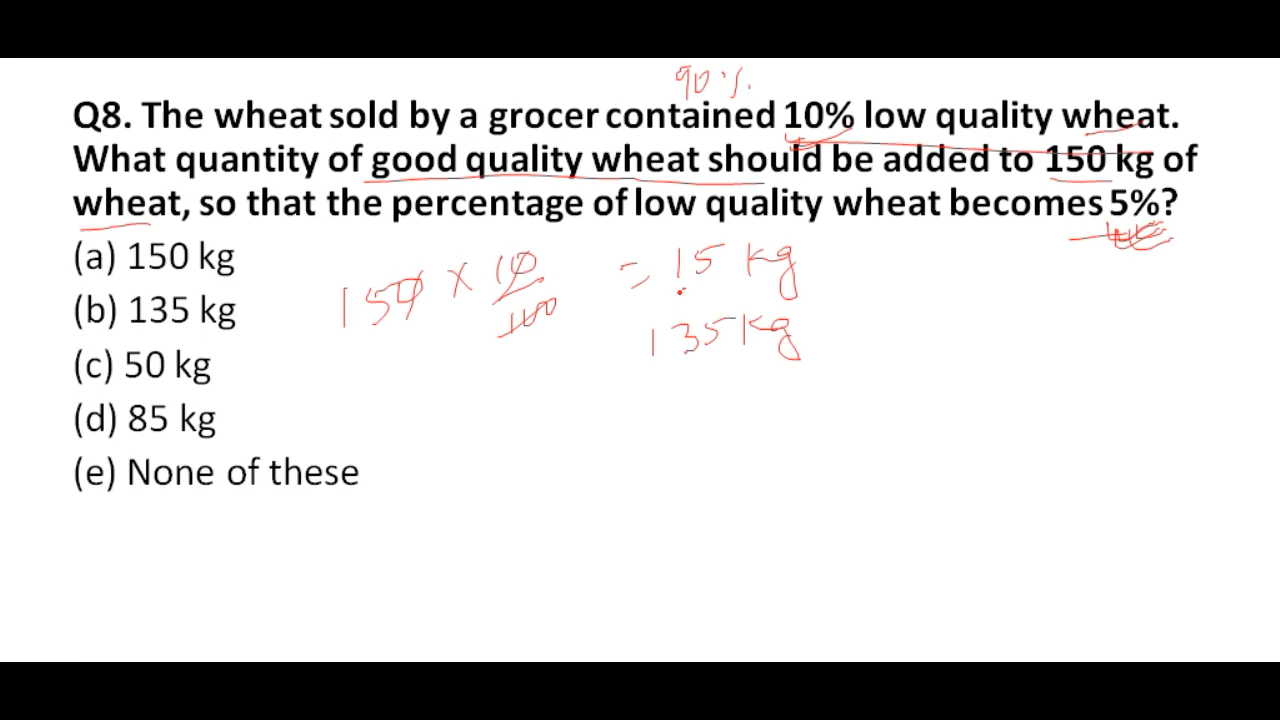 90%
Q8. The wheat sold by a grocer contained 10% low quality wheat.
What quantity of good quality wheat should be added to 150 kg of
wheat, so that the percentage of low quality wheat becomes 5%?
(a) 150 kg
(b) 135 kg
(c) 50 kg
(d) 85 kg
(e) None of these
150 x 10/100 = 15 kg
135 kg